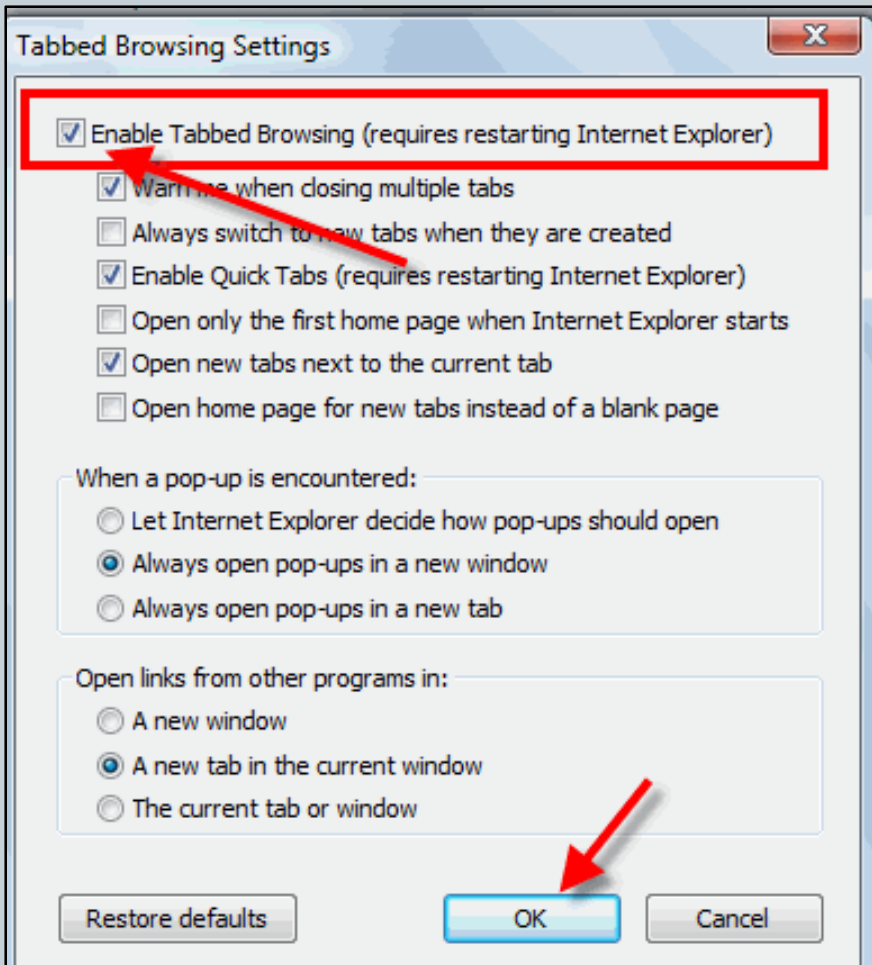 Tabbed Browsing Settings
Enable Tabbed Browsing (requires restarting Internet Explorer)
Warn me when closing multiple tabs
Always switch to new tabs when they are created
Enable Quick Tabs (requires restarting Internet Explorer)
Open only the first home page when Internet Explorer starts
Open new tabs next to the current tab
Open home page for new tabs instead of a blank page
When a pop-up is encountered:
Let Internet Explorer decide how pop-ups should open
Always open pop-ups in a new window
Always open pop-ups in a new tab
Open links from other programs in:
A new window
A new tab in the current window
The current tab or window
Restore defaults
OK
Cancel